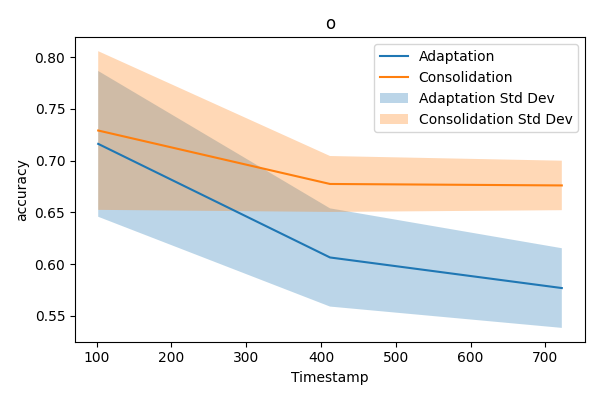 o
Adaptation
Consolidation
Adaptation Std Dev
Consolidation Std Dev
accuracy
0.80
0.75
0.70
0.65
0.60
0.55
100 200 300 400 500 600 700
Timestamp